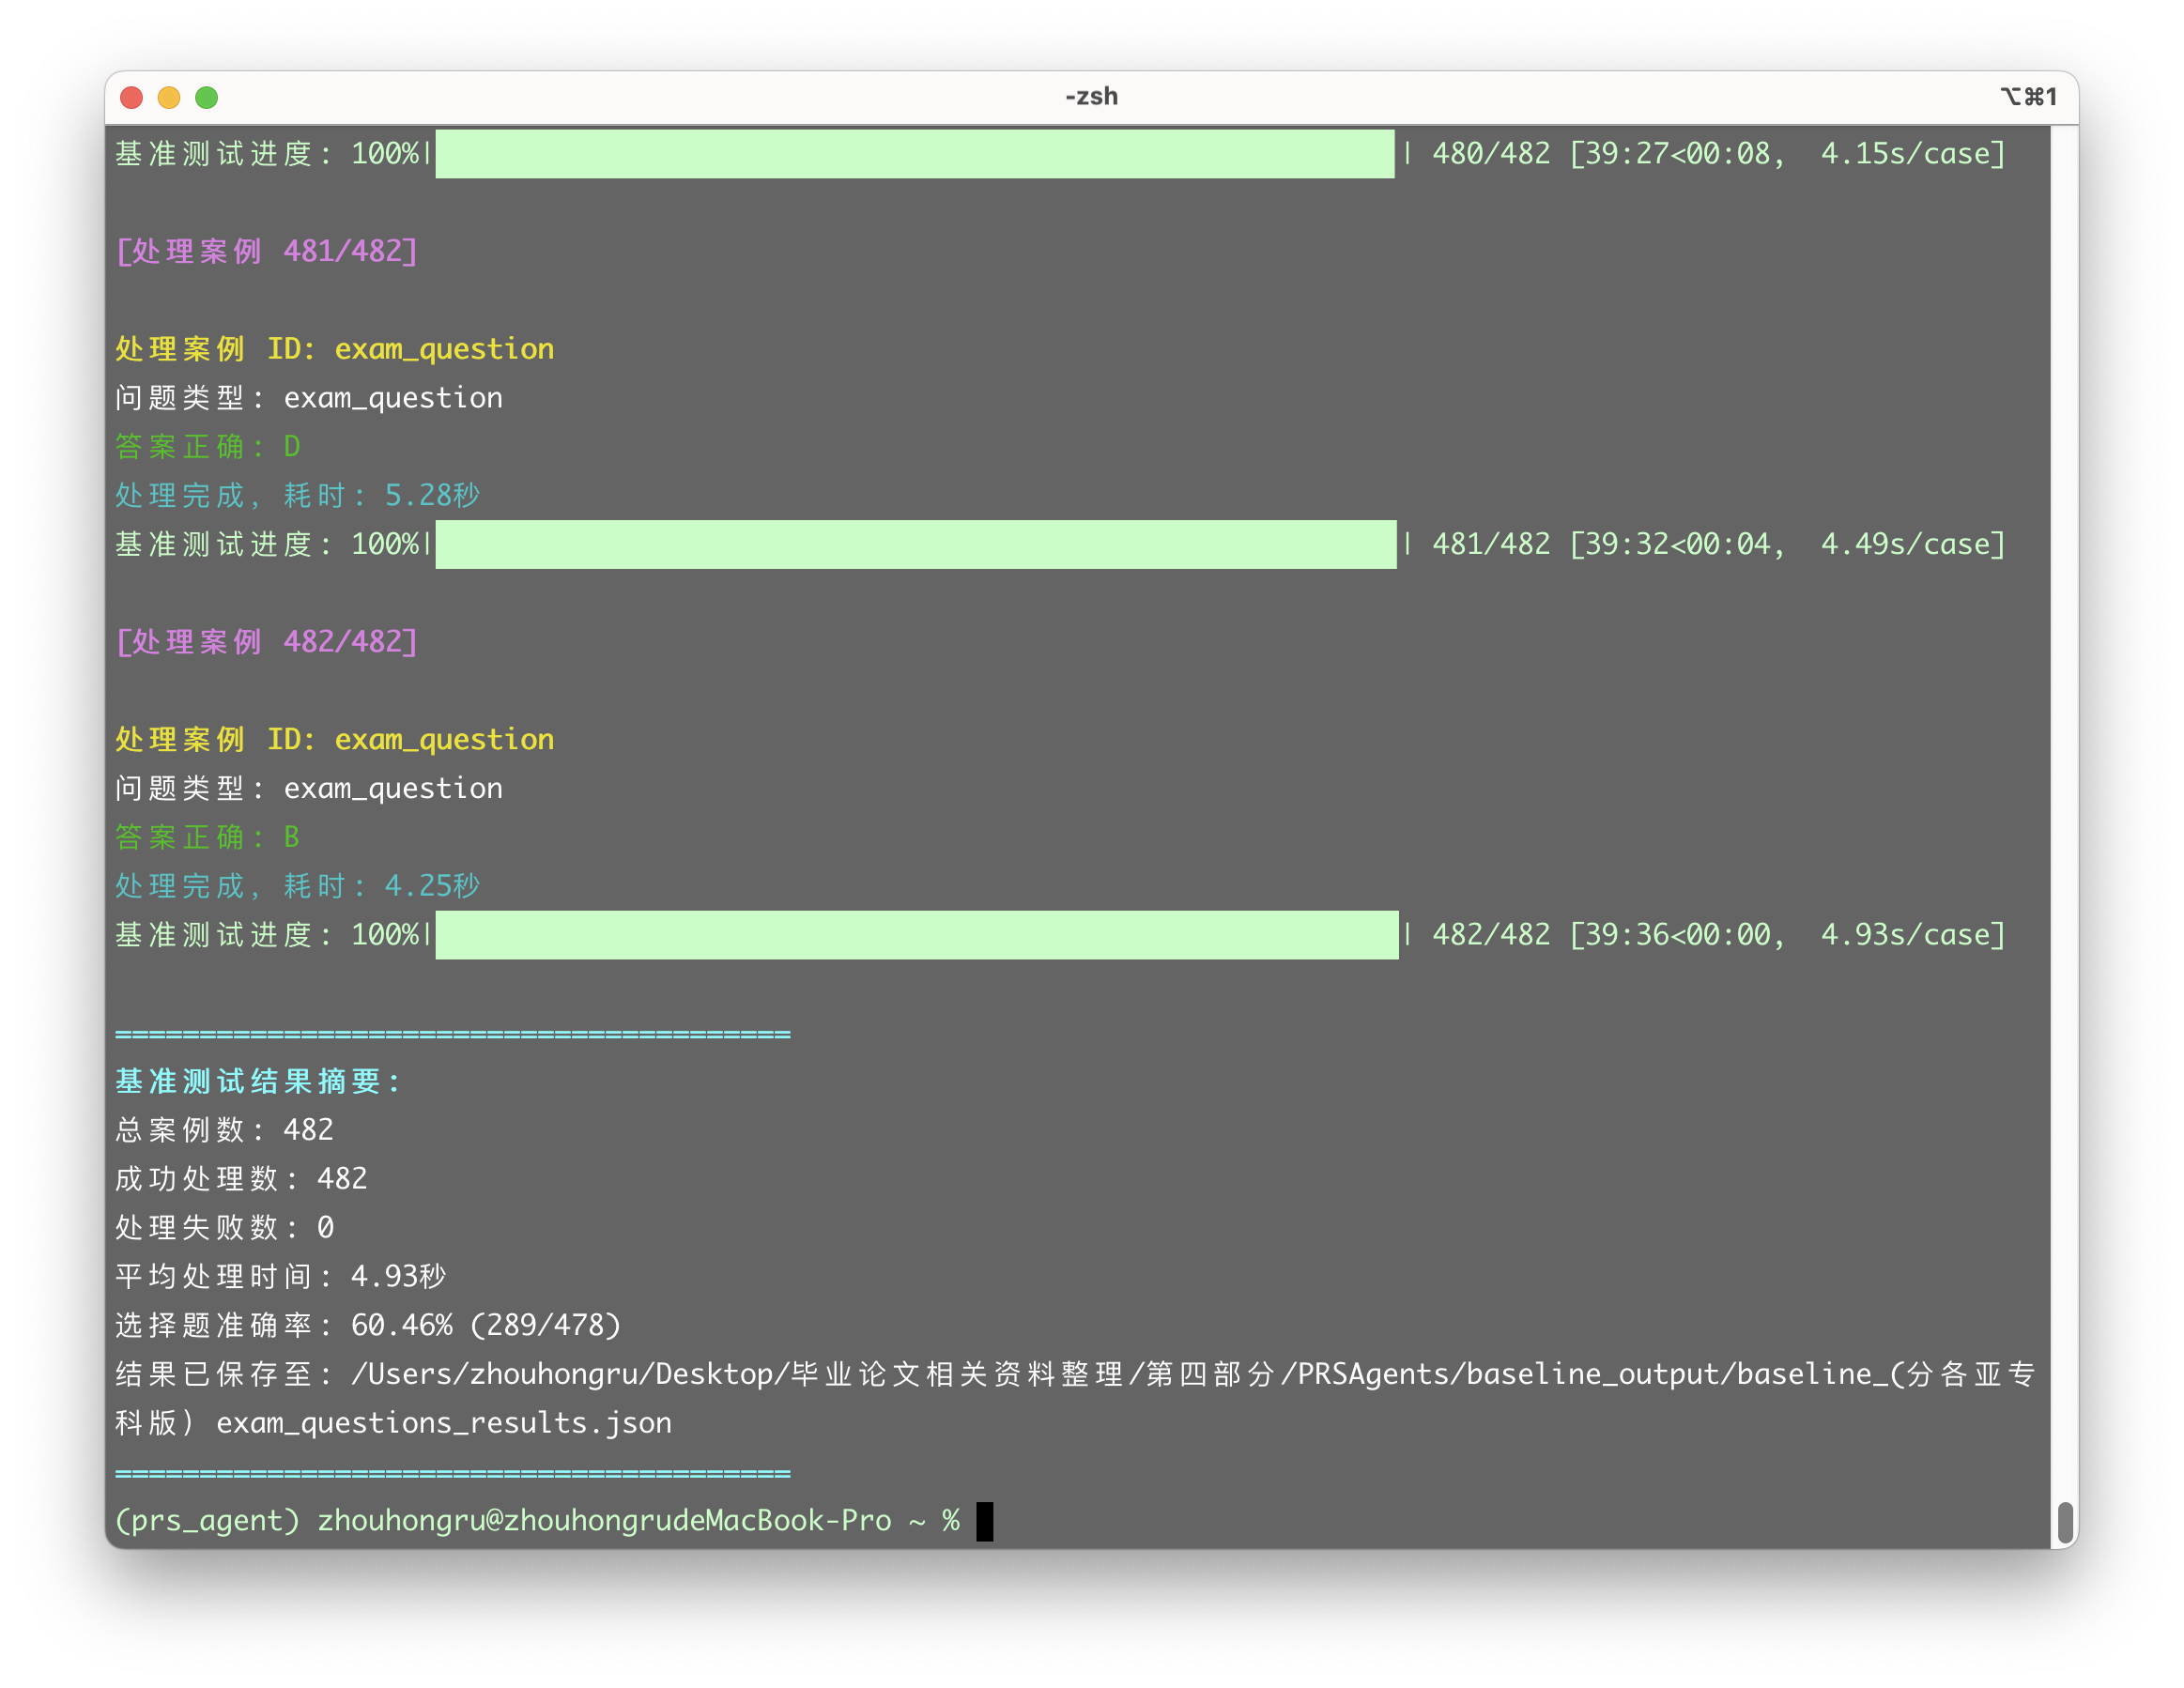 -zsh ⌥⌘1
基准测试进度: 100%| | 480/482 [39:27<00:08,  4.15s/case]
[处理案例 481/482]
处理案例 ID: exam_question
问题类型: exam_question
答案正确: D
处理完成, 耗时: 5.28秒
基准测试进度: 100%| | 481/482 [39:32<00:04,  4.49s/case]
[处理案例 482/482]
处理案例 ID: exam_question
问题类型: exam_question
答案正确: B
处理完成, 耗时: 4.25秒
基准测试进度: 100%| | 482/482 [39:36<00:00,  4.93s/case]
========================================
基准测试结果摘要:
总案例数: 482
成功处理数: 482
处理失败数: 0
平均处理时间: 4.93秒
选择题准确率: 60.46% (289/478)
结果已保存至: /Users/zhouhongru/Desktop/毕业论文相关资料整理/第四部分/PRSAgents/baseline_output/baseline_(分各亚专
科版) exam_questions_results.json
========================================
(prs_agent) zhouhongru@zhouhongrudeMacBook-Pro ~ %